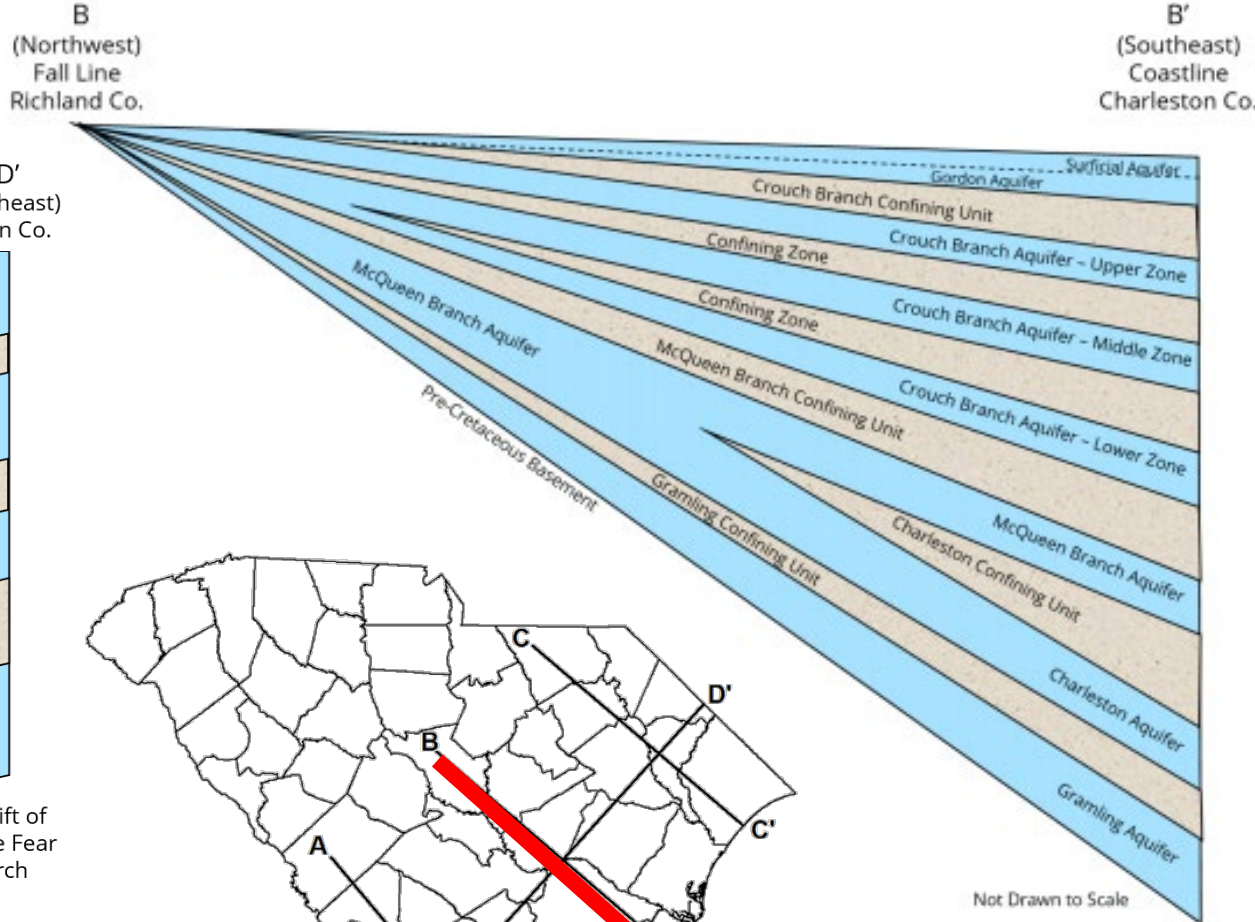 B
(Northwest)
Fall Line
Richland Co.
B′
(Southeast)
Coastline
Charleston Co.
D′
heast)
n Co.
Surficial Aquifer
Gordon Aquifer
Crouch Branch Confining Unit
Crouch Branch Aquifer – Upper Zone
Confining Zone
Crouch Branch Aquifer – Middle Zone
Confining Zone
Crouch Branch Aquifer – Lower Zone
McQueen Branch Confining Unit
McQueen Branch Aquifer
McQueen Branch Aquifer
Charleston Confining Unit
Charleston Aquifer
Gramling Confining Unit
Gramling Aquifer
Pre-Cretaceous Basement
Not Drawn to Scale
ift of
e Fear
rch
C
D'
B
C'
A